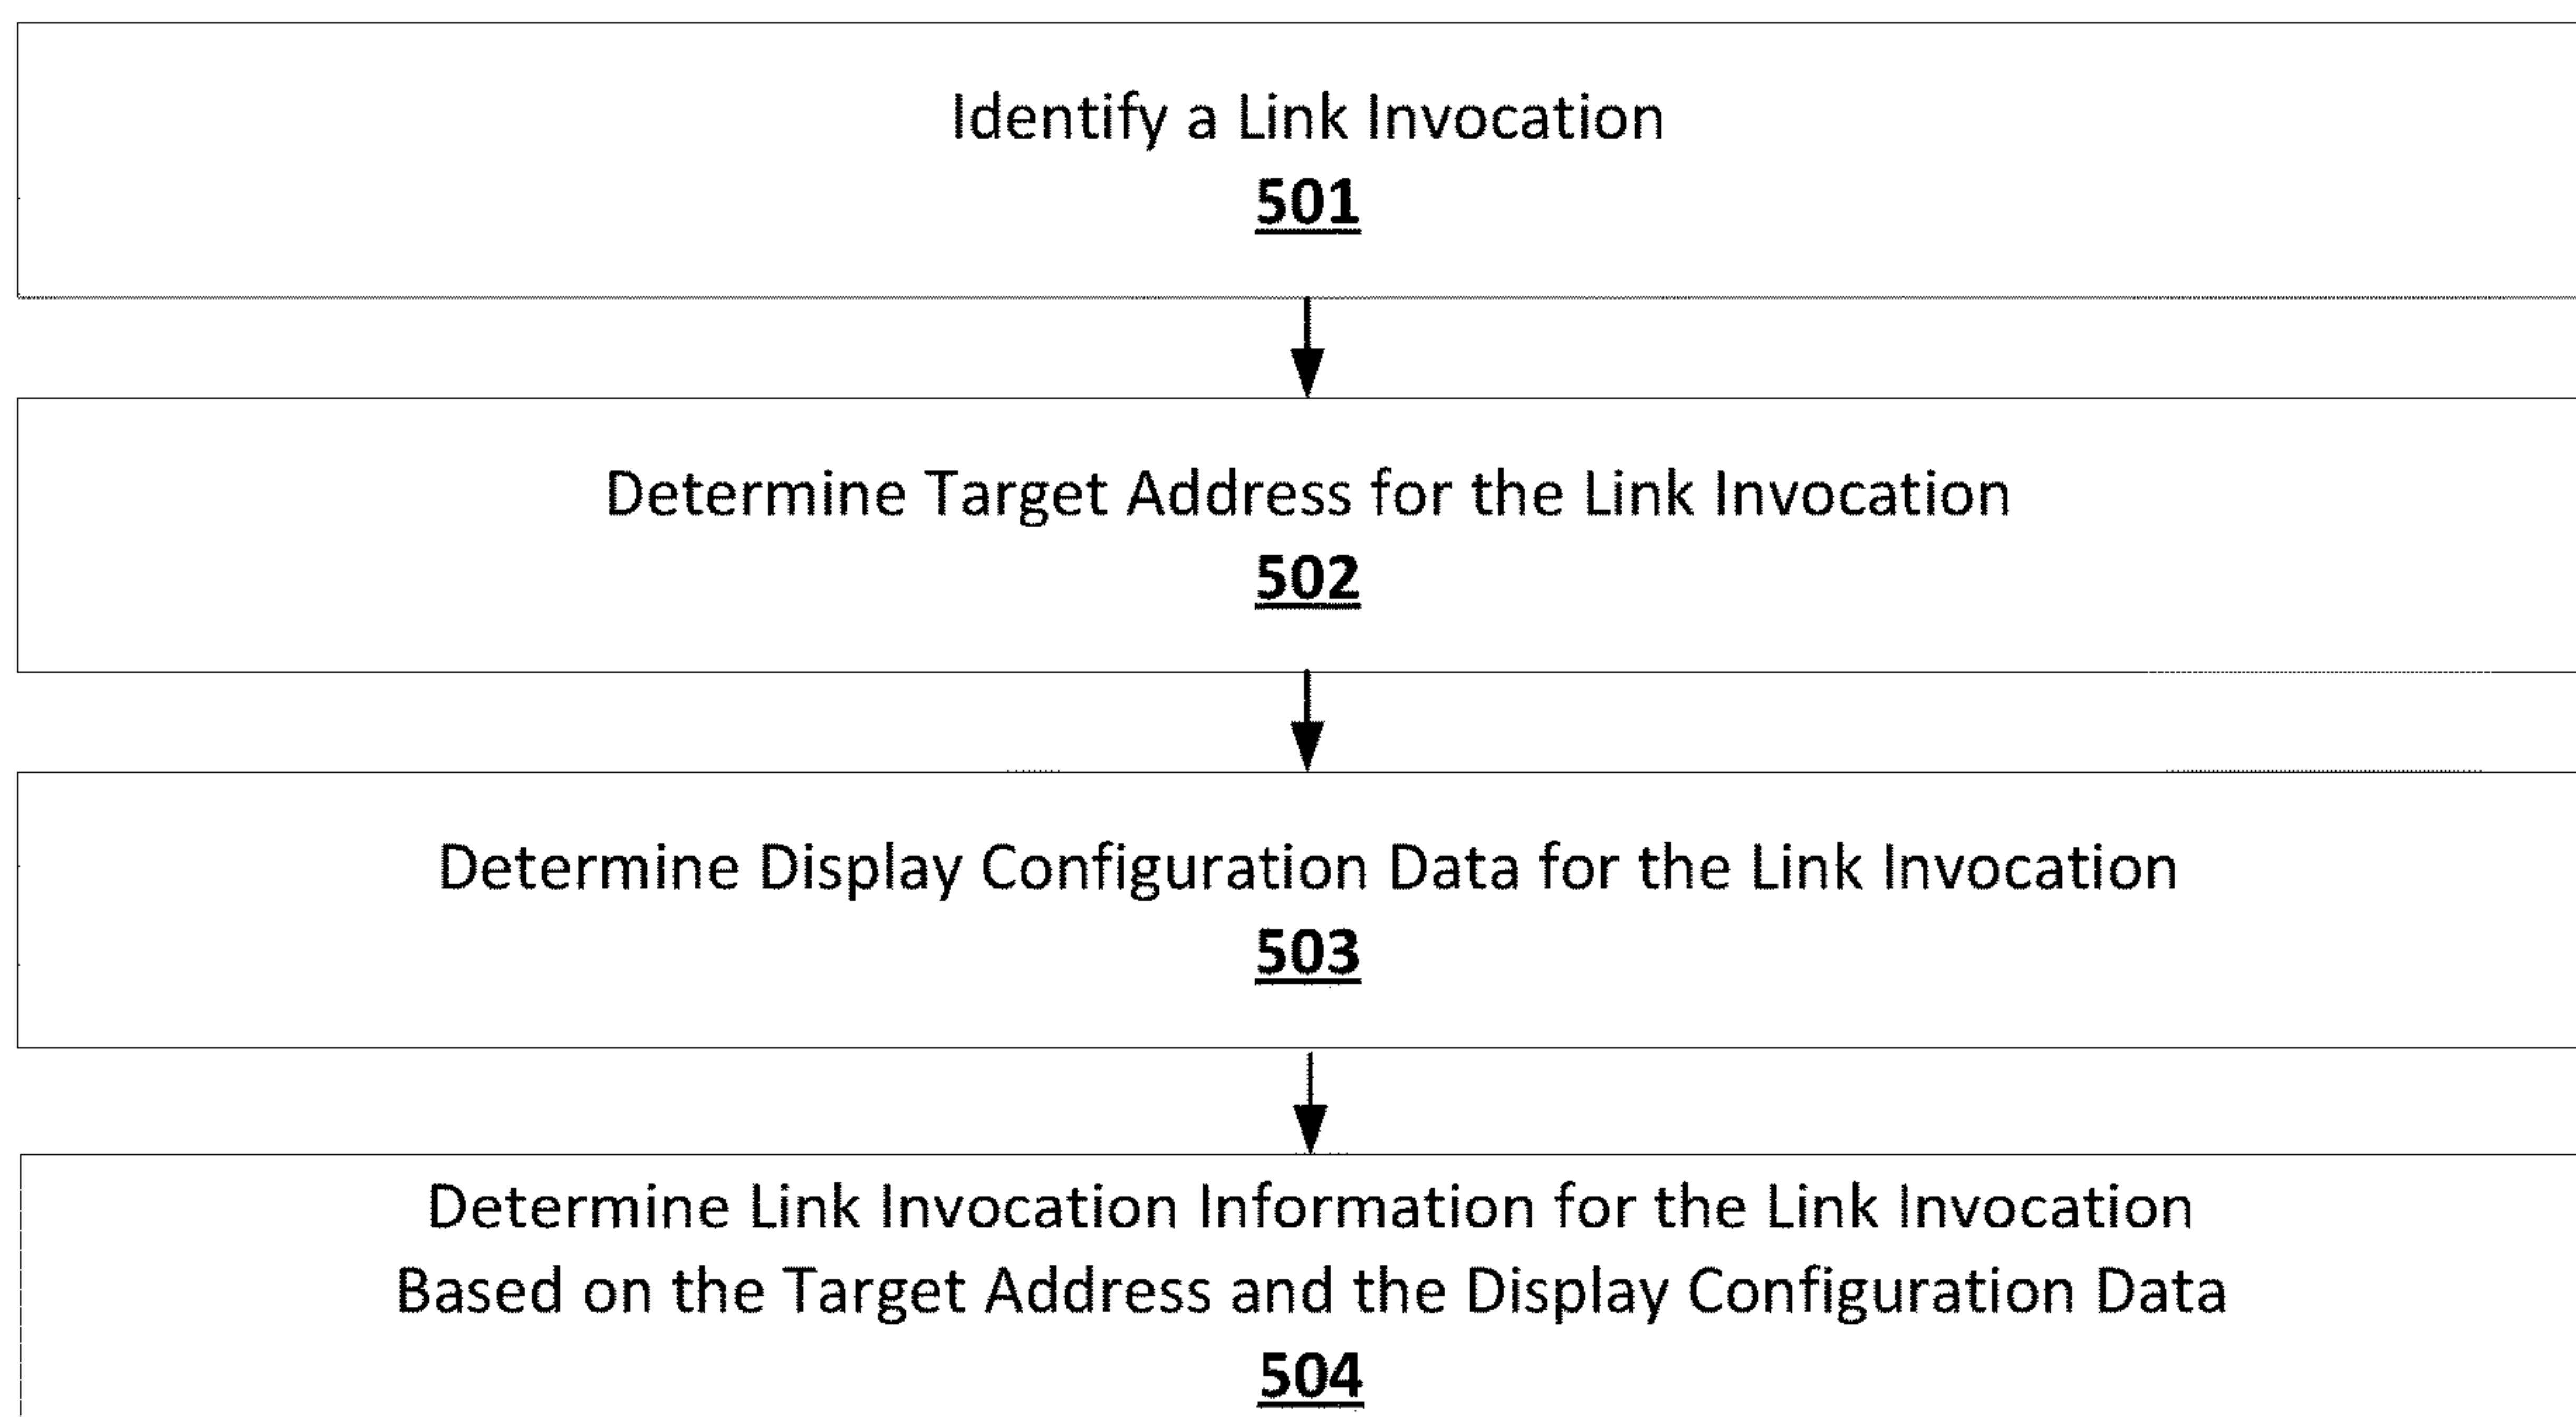 Identify a Link Invocation
501
Determine Target Address for the Link Invocation
502
Determine Display Configuration Data for the Link Invocation
503
Determine Link Invocation Information for the Link Invocation
Based on the Target Address and the Display Configuration Data
504